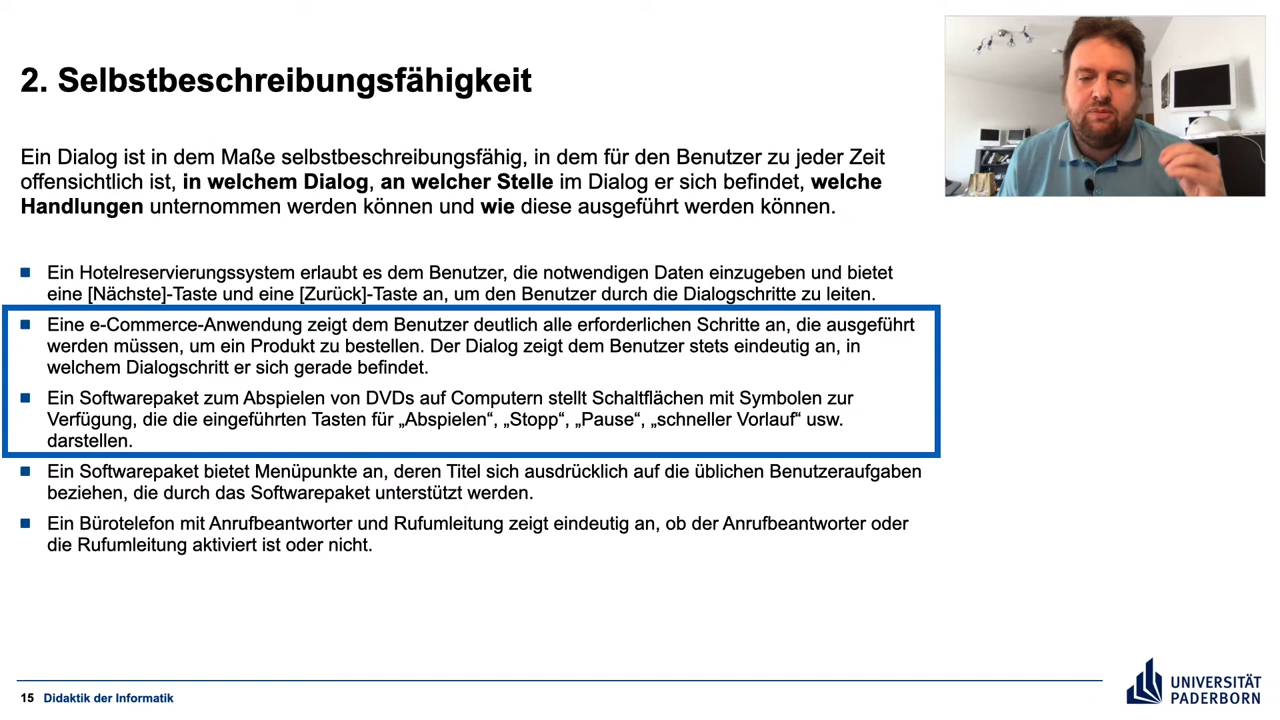 2. Selbstbeschreibungsfähigkeit
Ein Dialog ist in dem Maße selbstbeschreibungsfähig, in dem für den Benutzer zu jeder Zeit
offensichtlich ist, in welchem Dialog, an welcher Stelle im Dialog er sich befindet, welche
Handlungen unternommen werden können und wie diese ausgeführt werden können.
Ein Hotelreservierungssystem erlaubt es dem Benutzer, die notwendigen Daten einzugeben und bietet
eine [Nächste]-Taste und eine [Zurück]-Taste an, um den Benutzer durch die Dialogschritte zu leiten.
Eine e-Commerce-Anwendung zeigt dem Benutzer deutlich alle erforderlichen Schritte an, die ausgeführt
werden müssen, um ein Produkt zu bestellen. Der Dialog zeigt dem Benutzer stets eindeutig an, in
welchem Dialogschritt er sich gerade befindet.
Ein Softwarepaket zum Abspielen von DVDs auf Computern stellt Schaltflächen mit Symbolen zur
Verfügung, die die eingeführten Tasten für „Abspielen“, „Stopp“, „Pause“, „schneller Vorlauf“ usw.
darstellen.
Ein Softwarepaket bietet Menüpunkte an, deren Titel sich ausdrücklich auf die üblichen Benutzeraufgaben
beziehen, die durch das Softwarepaket unterstützt werden.
Ein Bürotelefon mit Anrufbeantworter und Rufumleitung zeigt eindeutig an, ob der Anrufbeantworter oder
die Rufumleitung aktiviert ist oder nicht.
15 Didaktik der Informatik
UNIVERSITÄT
PADERBORN